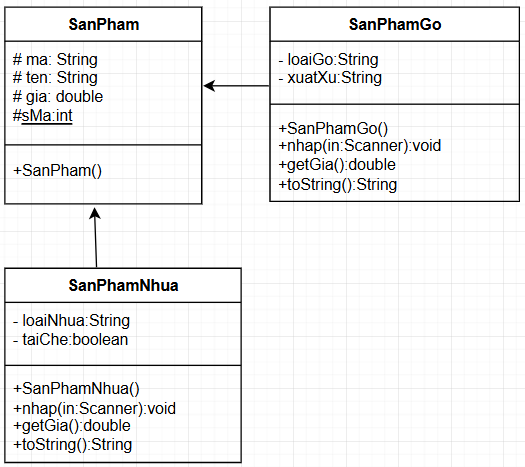 SanPham
# ma: String
# ten: String
# gia: double
#sMa:int
+SanPham()
SanPhamGo
- loaiGo:String
- xuatXu:String
+SanPhamGo()
+nhap(in:Scanner):void
+getGia():double
+toString():String
SanPhamNhua
- loaiNhua:String
- taiChe:boolean
+SanPhamNhua()
+nhap(in:Scanner):void
+getGia():double
+toString():String